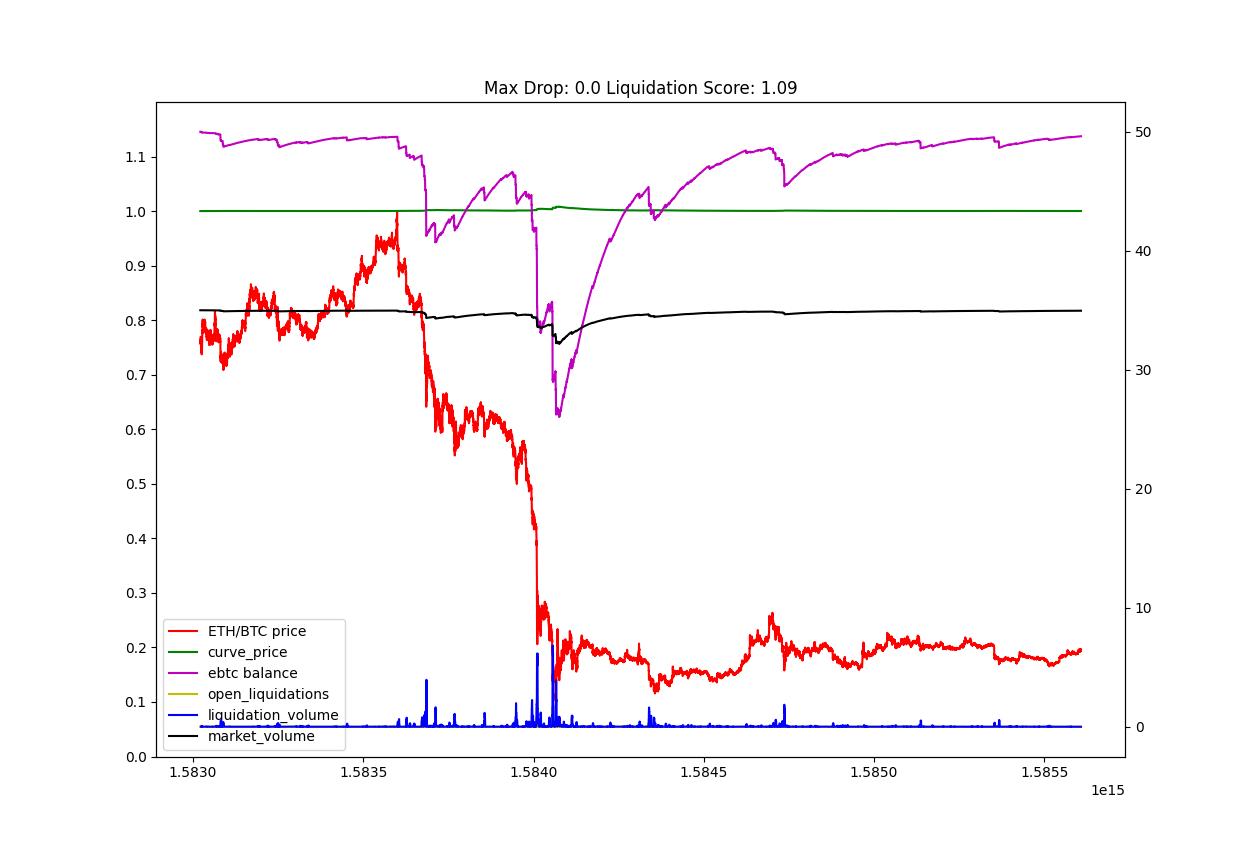 Max Drop: 0.0 Liquidation Score: 1.09
1.1
1.0
0.9
0.8
0.7
0.6
0.5
0.4
0.3
0.2
0.1
0.0
50
40
30
20
10
0
ETH/BTC price
curve_price
ebtc balance
open_liquidations
liquidation_volume
market_volume
1.5830 1.5835 1.5840 1.5845 1.5850 1.5855
1e15